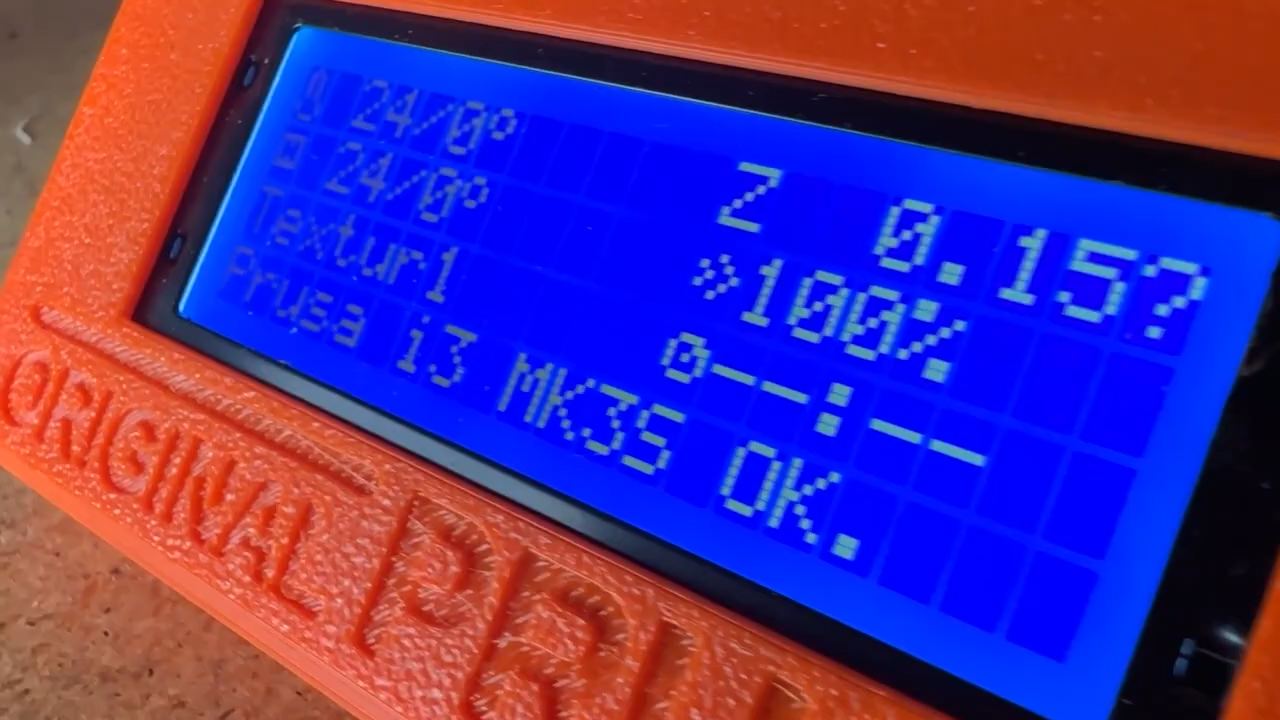 24/0° Z 0.15?
24/0° »100%
Textur1 0--:--
Prusa i3 MK3S OK.
ORIGINAL PRU